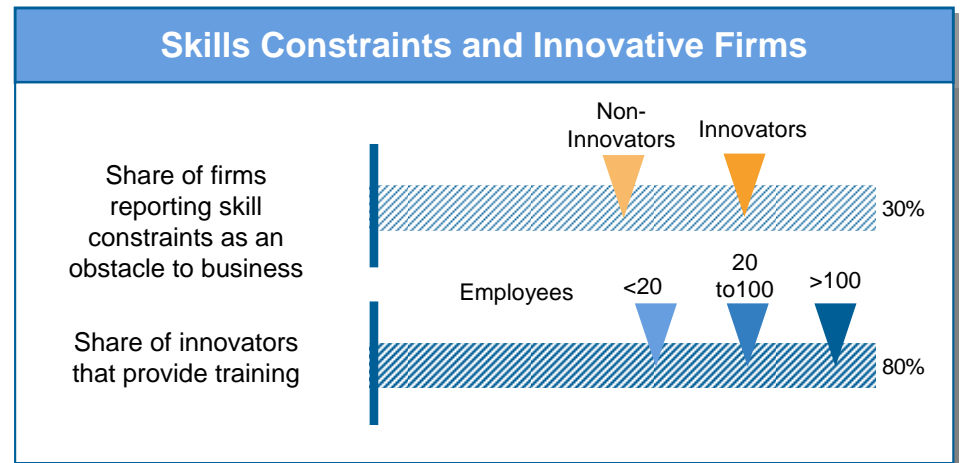 Skills Constraints and Innovative Firms
Non-
Innovators
Innovators
Share of firms
reporting skill
constraints as an
obstacle to business
30%
Employees
<20
20
to100
>100
Share of innovators
that provide training
80%